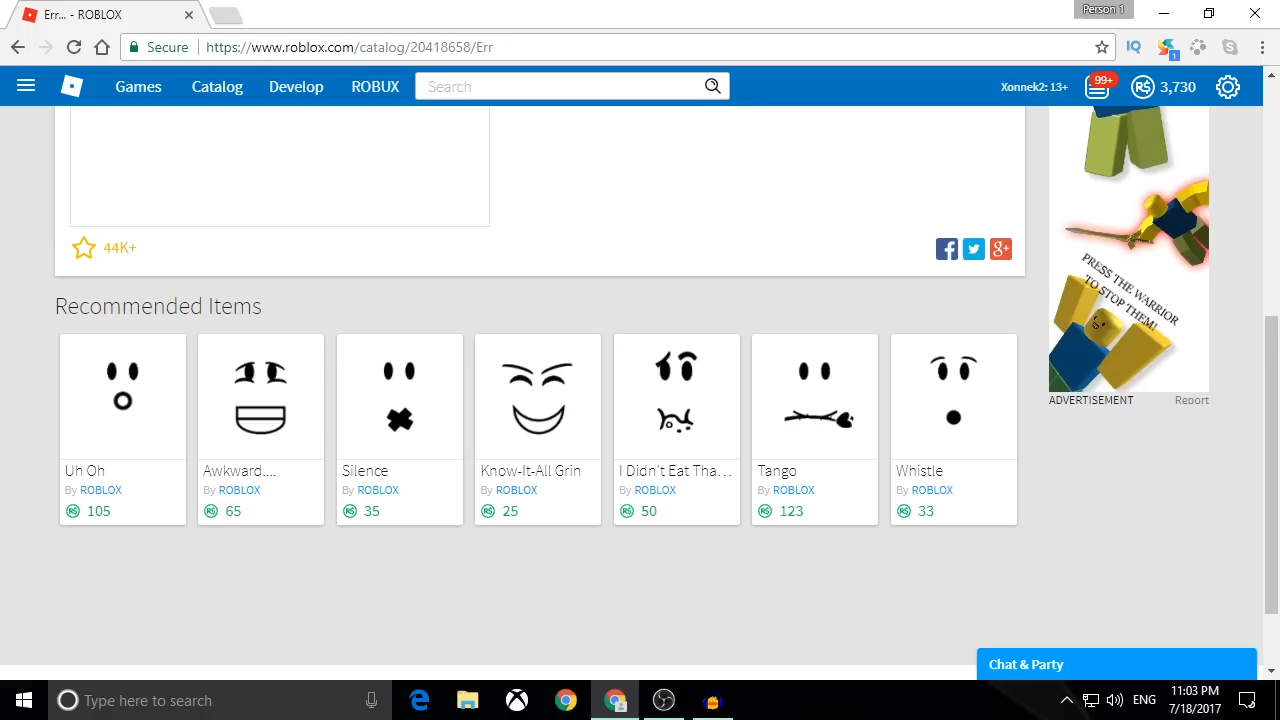 Err... - ROBLOX
Person 1
Secure
https://www.roblox.com/catalog/20418658/Err
IQ
1
Games
Catalog
Develop
ROBUX
Search
Xonnek2: 13+
99+
R$ 3,730
44K+
PRESS THE WARRIOR
TO STOP THEM!
ADVERTISEMENT
Report
Recommended Items
Uh Oh
By ROBLOX
R$ 105
Awkward....
By ROBLOX
R$ 65
Silence
By ROBLOX
R$ 35
Know-It-All Grin
By ROBLOX
R$ 25
I Didn't Eat Tha...
By ROBLOX
R$ 50
Tango
By ROBLOX
R$ 123
Whistle
By ROBLOX
R$ 33
Chat & Party
Type here to search
ENG
11:03 PM
7/18/2017